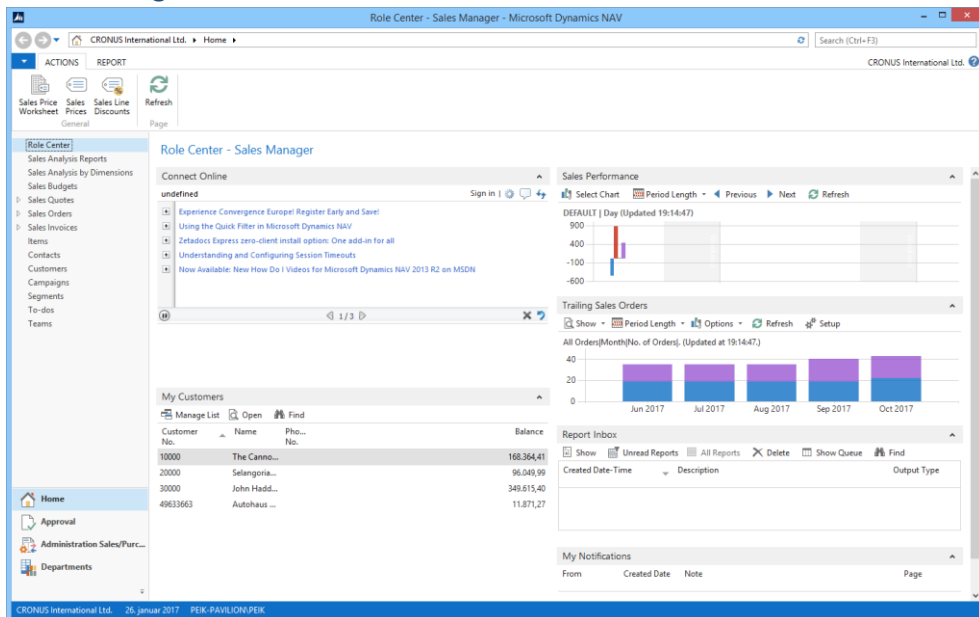 Role Center - Sales Manager - Microsoft Dynamics NAV
CRONUS International Ltd. Home
Search (Ctrl+F3)
ACTIONS REPORT
CRONUS International Ltd.
Sales Price Worksheet
Sales Prices
Sales Line Discounts
Refresh
General Page
Role Center
Sales Analysis Reports
Sales Analysis by Dimensions
Sales Budgets
Sales Quotes
Sales Orders
Sales Invoices
Items
Contacts
Customers
Campaigns
Segments
To-dos
Teams
Home
Approval
Administration Sales/Purc...
Departments
Role Center - Sales Manager
Connect Online
undefined Sign in |
Experience Convergence Europe! Register Early and Save!
Using the Quick Filter in Microsoft Dynamics NAV
Zetadocs Express zero-client install option: One add-in for all
Understanding and Configuring Session Timeouts
Now Available: New How Do I Videos for Microsoft Dynamics NAV 2013 R2 on MSDN
1/3
My Customers
Manage List Open Find
Customer No. Name Pho... No. Balance
10000 The Canno... 168.364,41
20000 Selangoria... 96.049,99
30000 John Hadd... 349.615,40
49633663 Autohaus ... 11.871,27
Sales Performance
Select Chart Period Length Previous Next Refresh
DEFAULT | Day (Updated 19:14:47)
900
400
-100
-600
Trailing Sales Orders
Show Period Length Options Refresh Setup
All Orders|Month|No. of Orders|. (Updated at 19:14:47.)
40
20
0
Jun 2017 Jul 2017 Aug 2017 Sep 2017 Oct 2017
Report Inbox
Show Unread Reports All Reports Delete Show Queue Find
Created Date-Time Description Output Type
My Notifications
From Created Date Note Page
CRONUS International Ltd. 26. januar 2017 PEIK-PAVILION\PEIK